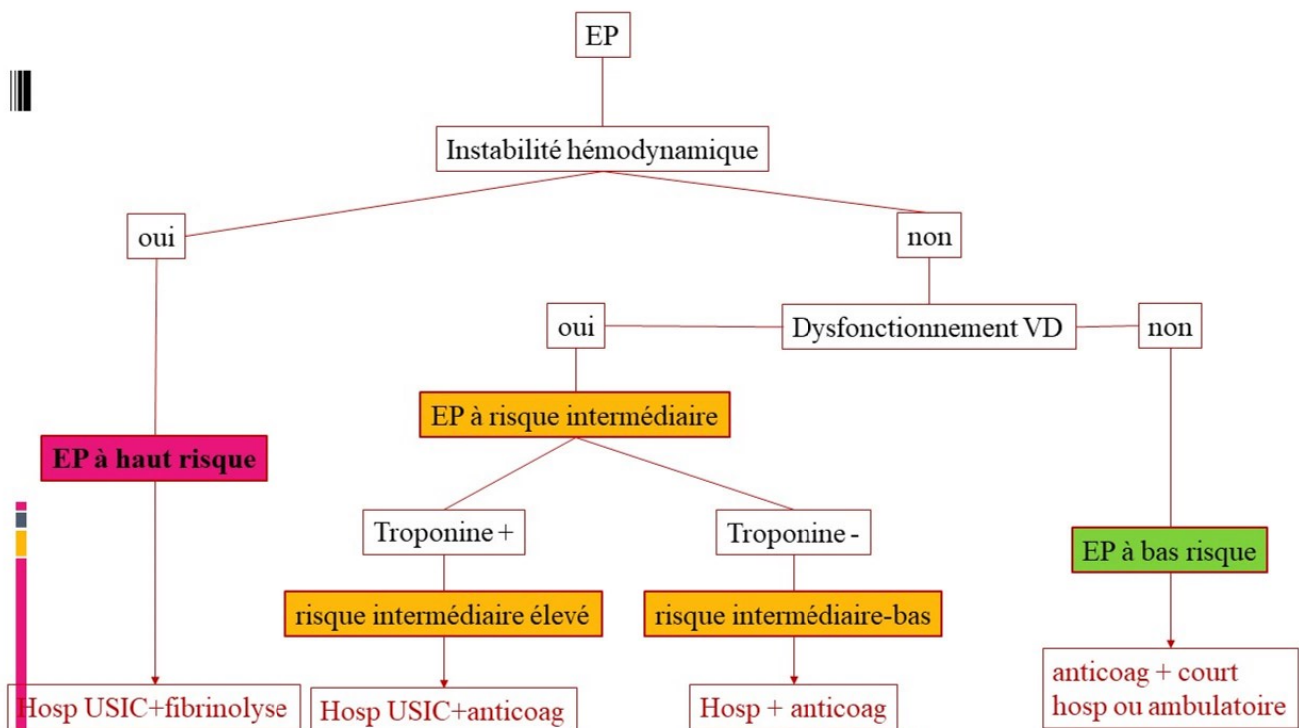 EP
Instabilité hémodynamique
oui
non
oui
Dysfonctionnement VD
non
EP à risque intermédiaire
EP à haut risque
Troponine +
Troponine -
EP à bas risque
risque intermédiaire élevé
risque intermédiaire-bas
Hosp USIC+fibrinolyse
Hosp USIC+anticoag
Hosp + anticoag
anticoag + court
hosp ou ambulatoire